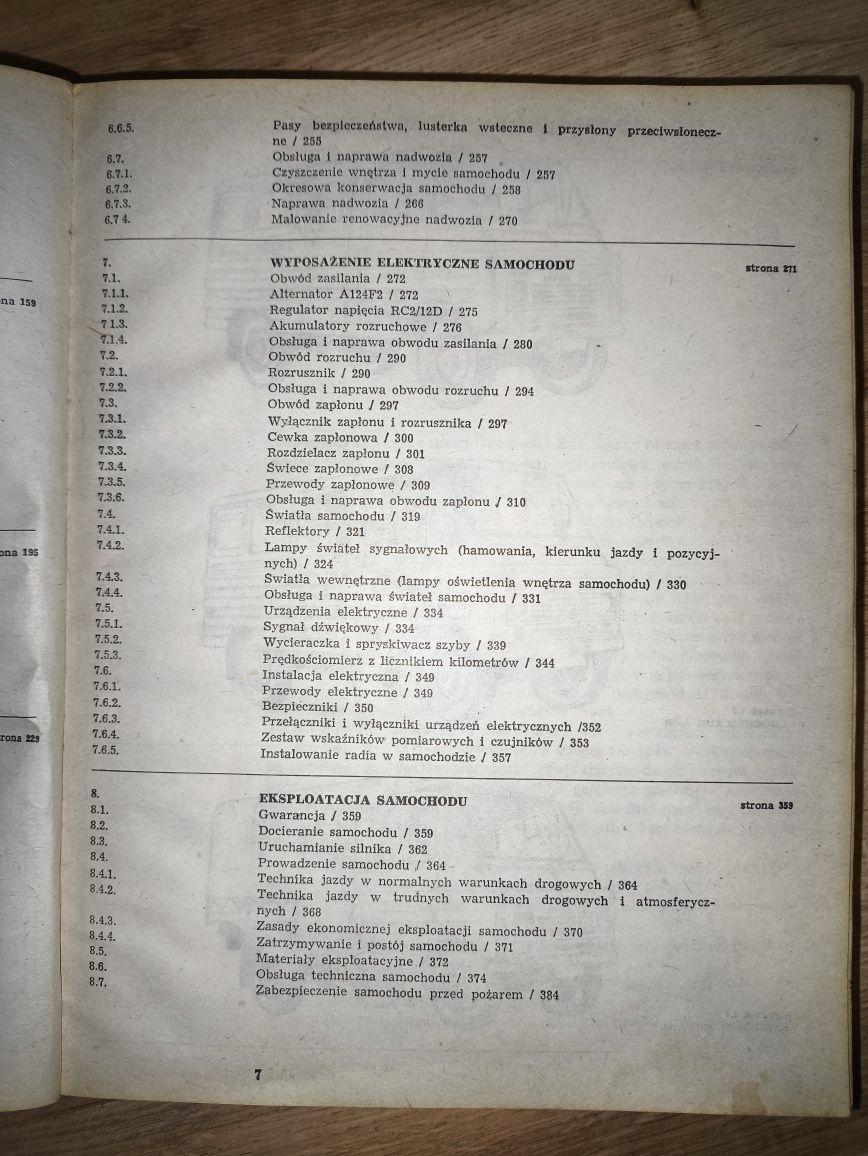 6.6.5. Pasy bezpieczeństwa, lusterka wsteczne i przysłony przeciwsłonecz-
ne / 255
6.7. Obsługa i naprawa nadwozia / 257
6.7.1. Czyszczenie wnętrza i mycie samochodu / 257
6.7.2. Okresowa konserwacja samochodu / 258
6.7.3. Naprawa nadwozia / 266
6.7 4. Malowanie renowacyjne nadwozia / 270
7. WYPOSAŻENIE ELEKTRYCZNE SAMOCHODU strona 271
7.1. Obwód zasilania / 272
7.1.1. Alternator A124F2 / 272
7.1.2. Regulator napięcia RC2/12D / 275
7 1.3. Akumulatory rozruchowe / 276
7.1.4. Obsługa i naprawa obwodu zasilania / 280
7.2. Obwód rozruchu / 290
7.2.1. Rozrusznik / 290
7.2.2. Obsługa i naprawa obwodu rozruchu / 294
7.3. Obwód zapłonu / 297
7.3.1. Wyłącznik zapłonu i rozrusznika / 297
7.3.2. Cewka zapłonowa / 300
7.3.3. Rozdzielacz zapłonu / 301
7.3.4. Świece zapłonowe / 308
7.3.5. Przewody zapłonowe / 309
7.3.6. Obsługa i naprawa obwodu zapłonu / 310
7.4. Światła samochodu / 319
7.4.1. Reflektory / 321
7.4.2. Lampy świateł sygnałowych (hamowania, kierunku jazdy i pozycyj-
nych) / 324
7.4.3. Światła wewnętrzne (lampy oświetlenia wnętrza samochodu) / 330
7.4.4. Obsługa i naprawa świateł samochodu / 331
7.5. Urządzenia elektryczne / 334
7.5.1. Sygnał dźwiękowy / 334
7.5.2. Wycieraczka i spryskiwacz szyby / 339
7.5.3. Prędkościomierz z licznikiem kilometrów / 344
7.6. Instalacja elektryczna / 349
7.6.1. Przewody elektryczne / 349
7.6.2. Bezpieczniki / 350
7.6.3. Przełączniki i wyłączniki urządzeń elektrycznych /352
7.6.4. Zestaw wskaźników pomiarowych i czujników / 353
7.6.5. Instalowanie radia w samochodzie / 357
8. EKSPLOATACJA SAMOCHODU strona 359
8.1. Gwarancja / 359
8.2. Docieranie samochodu / 359
8.3. Uruchamianie silnika / 362
8.4. Prowadzenie samochodu / 364
8.4.1. Technika jazdy w normalnych warunkach drogowych / 364
8.4.2. Technika jazdy w trudnych warunkach drogowych i atmosferycz-
nych / 368
8.4.3. Zasady ekonomicznej eksploatacji samochodu / 370
8.4.4. Zatrzymywanie i postój samochodu / 371
8.5. Materiały eksploatacyjne / 372
8.6. Obsługa techniczna samochodu / 374
8.7. Zabezpieczenie samochodu przed pożarem / 384
7
na 159
ona 195
rona 229